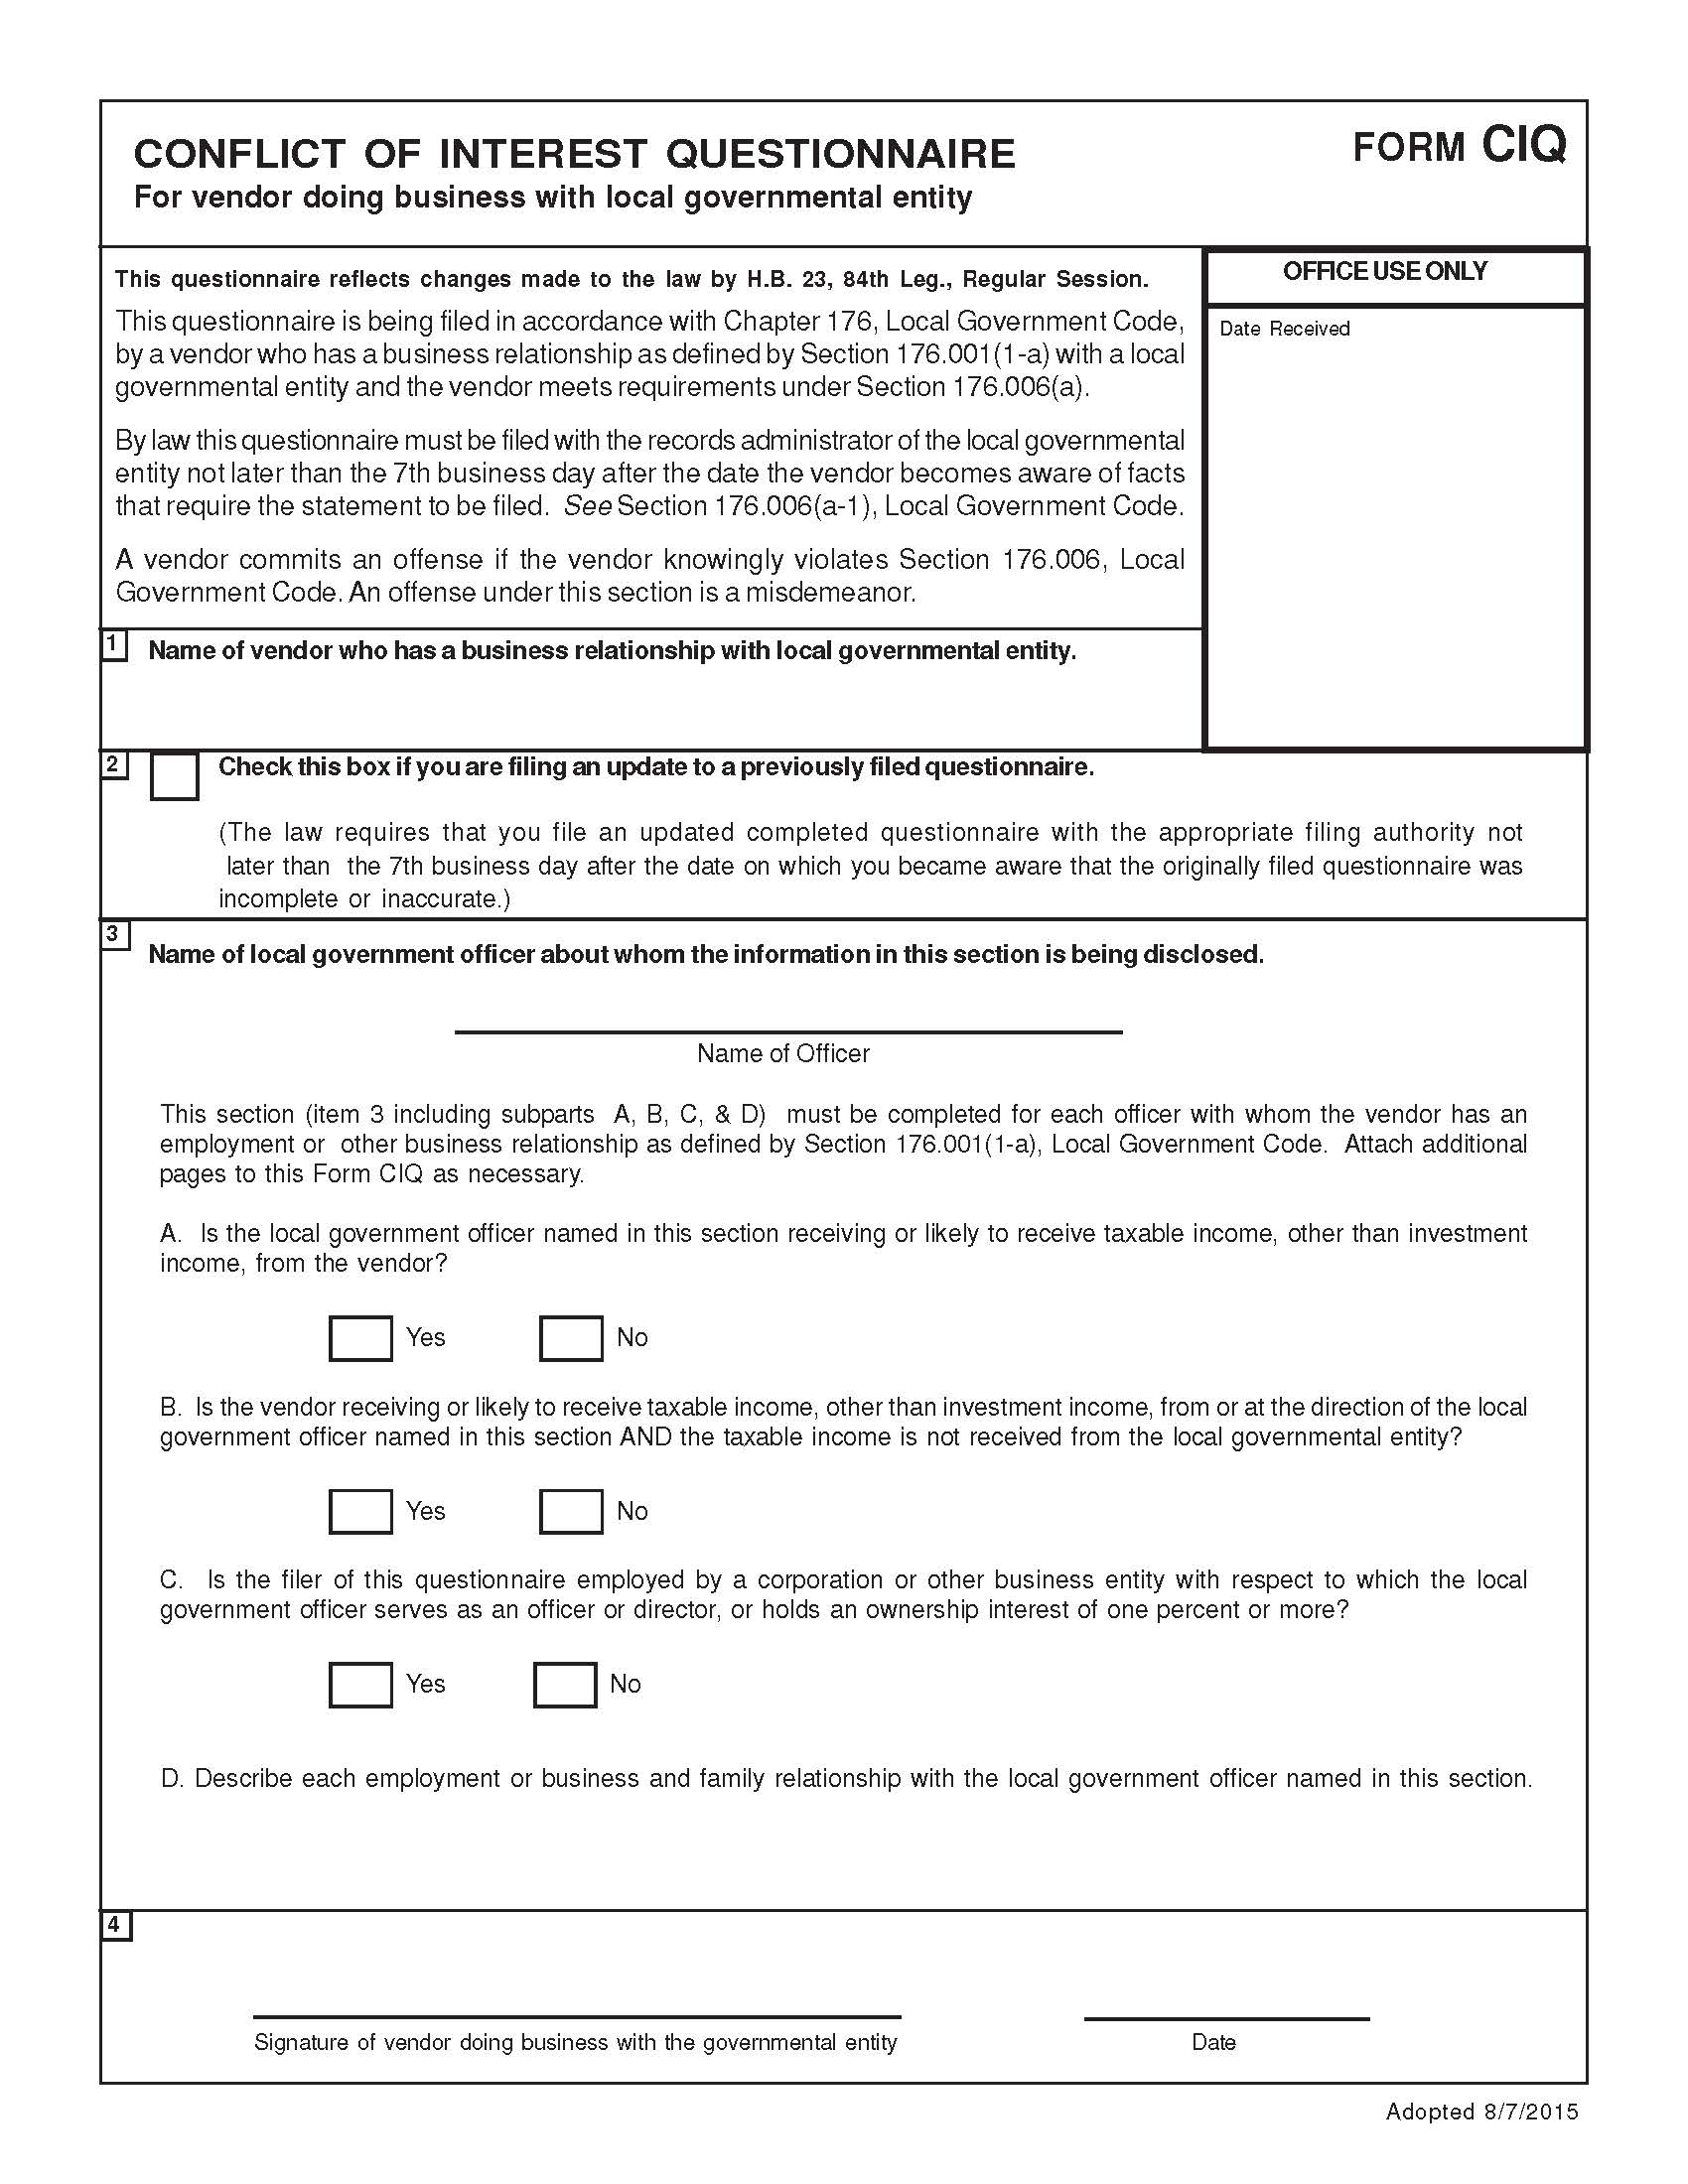 CONFLICT OF INTEREST QUESTIONNAIRE
FORM CIQ
For vendor doing business with local governmental entity
This questionnaire reflects changes made to the law by H.B. 23, 84th Leg., Regular Session.
OFFICE USE ONLY
This questionnaire is being filed in accordance with Chapter 176, Local Government Code,
by a vendor who has a business relationship as defined by Section 176.001(1-a) with a local
governmental entity and the vendor meets requirements under Section 176.006(a).
Date Received
By law this questionnaire must be filed with the records administrator of the local governmental
entity not later than the 7th business day after the date the vendor becomes aware of facts
that require the statement to be filed. See Section 176.006(a-1), Local Government Code.
A vendor commits an offense if the vendor knowingly violates Section 176.006, Local
Government Code. An offense under this section is a misdemeanor.
1 Name of vendor who has a business relationship with local governmental entity.
2 Check this box if you are filing an update to a previously filed questionnaire.
(The law requires that you file an updated completed questionnaire with the appropriate filing authority not
later than the 7th business day after the date on which you became aware that the originally filed questionnaire was
incomplete or inaccurate.)
3 Name of local government officer about whom the information in this section is being disclosed.
Name of Officer
This section (item 3 including subparts A, B, C, & D) must be completed for each officer with whom the vendor has an
employment or other business relationship as defined by Section 176.001(1-a), Local Government Code. Attach additional
pages to this Form CIQ as necessary.
A. Is the local government officer named in this section receiving or likely to receive taxable income, other than investment
income, from the vendor?
Yes No
B. Is the vendor receiving or likely to receive taxable income, other than investment income, from or at the direction of the local
government officer named in this section AND the taxable income is not received from the local governmental entity?
Yes No
C. Is the filer of this questionnaire employed by a corporation or other business entity with respect to which the local
government officer serves as an officer or director, or holds an ownership interest of one percent or more?
Yes No
D. Describe each employment or business and family relationship with the local government officer named in this section.
4
Signature of vendor doing business with the governmental entity Date
Adopted 8/7/2015